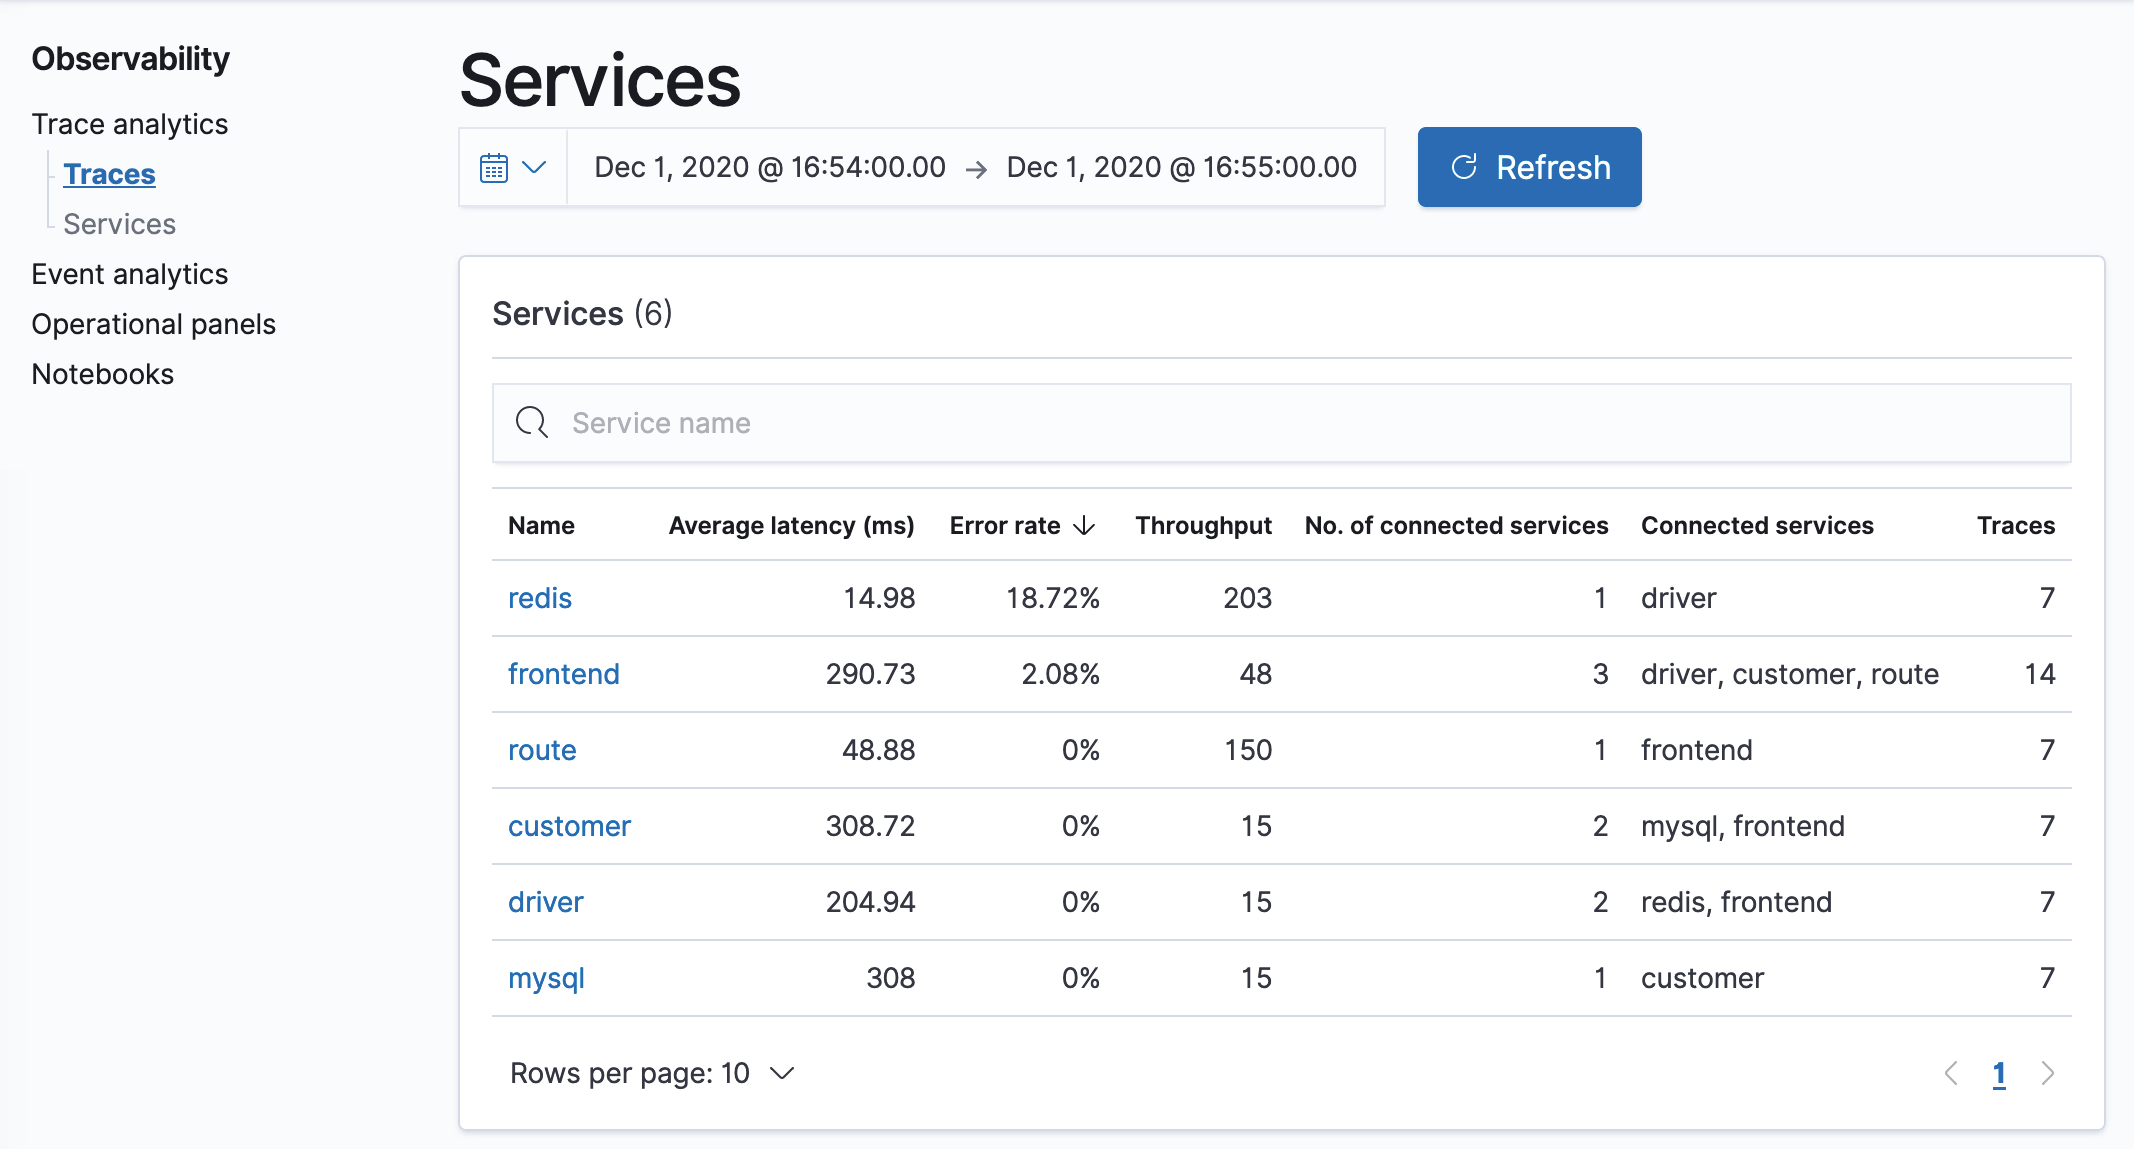 Observability
Trace analytics
Traces
Services
Event analytics
Operational panels
Notebooks
Services
Dec 1, 2020 @ 16:54:00.00 → Dec 1, 2020 @ 16:55:00.00
Refresh
Services (6)
Service name
Name Average latency (ms) Error rate ↓ Throughput No. of connected services Connected services Traces
redis 14.98 18.72% 203 1 driver 7
frontend 290.73 2.08% 48 3 driver, customer, route 14
route 48.88 0% 150 1 frontend 7
customer 308.72 0% 15 2 mysql, frontend 7
driver 204.94 0% 15 2 redis, frontend 7
mysql 308 0% 15 1 customer 7
Rows per page: 10
1